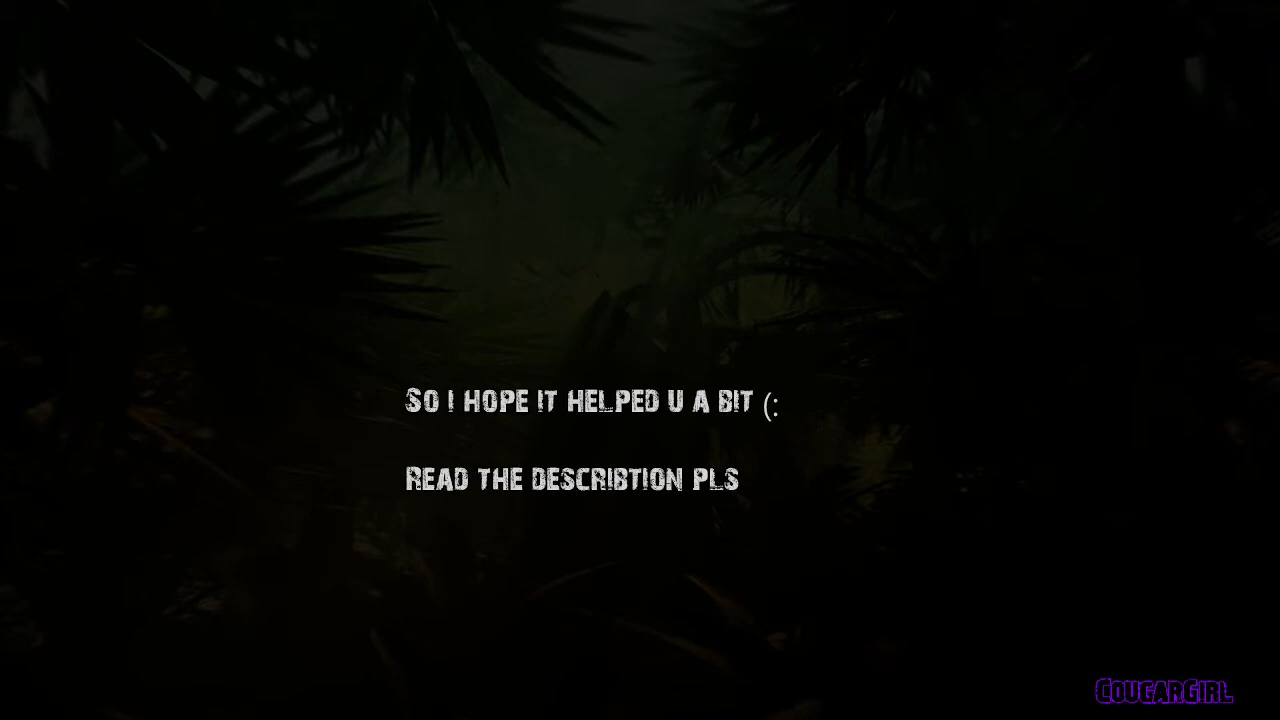 So I hope it helped u a bit (:
Read the describtion pls
CougarGirl